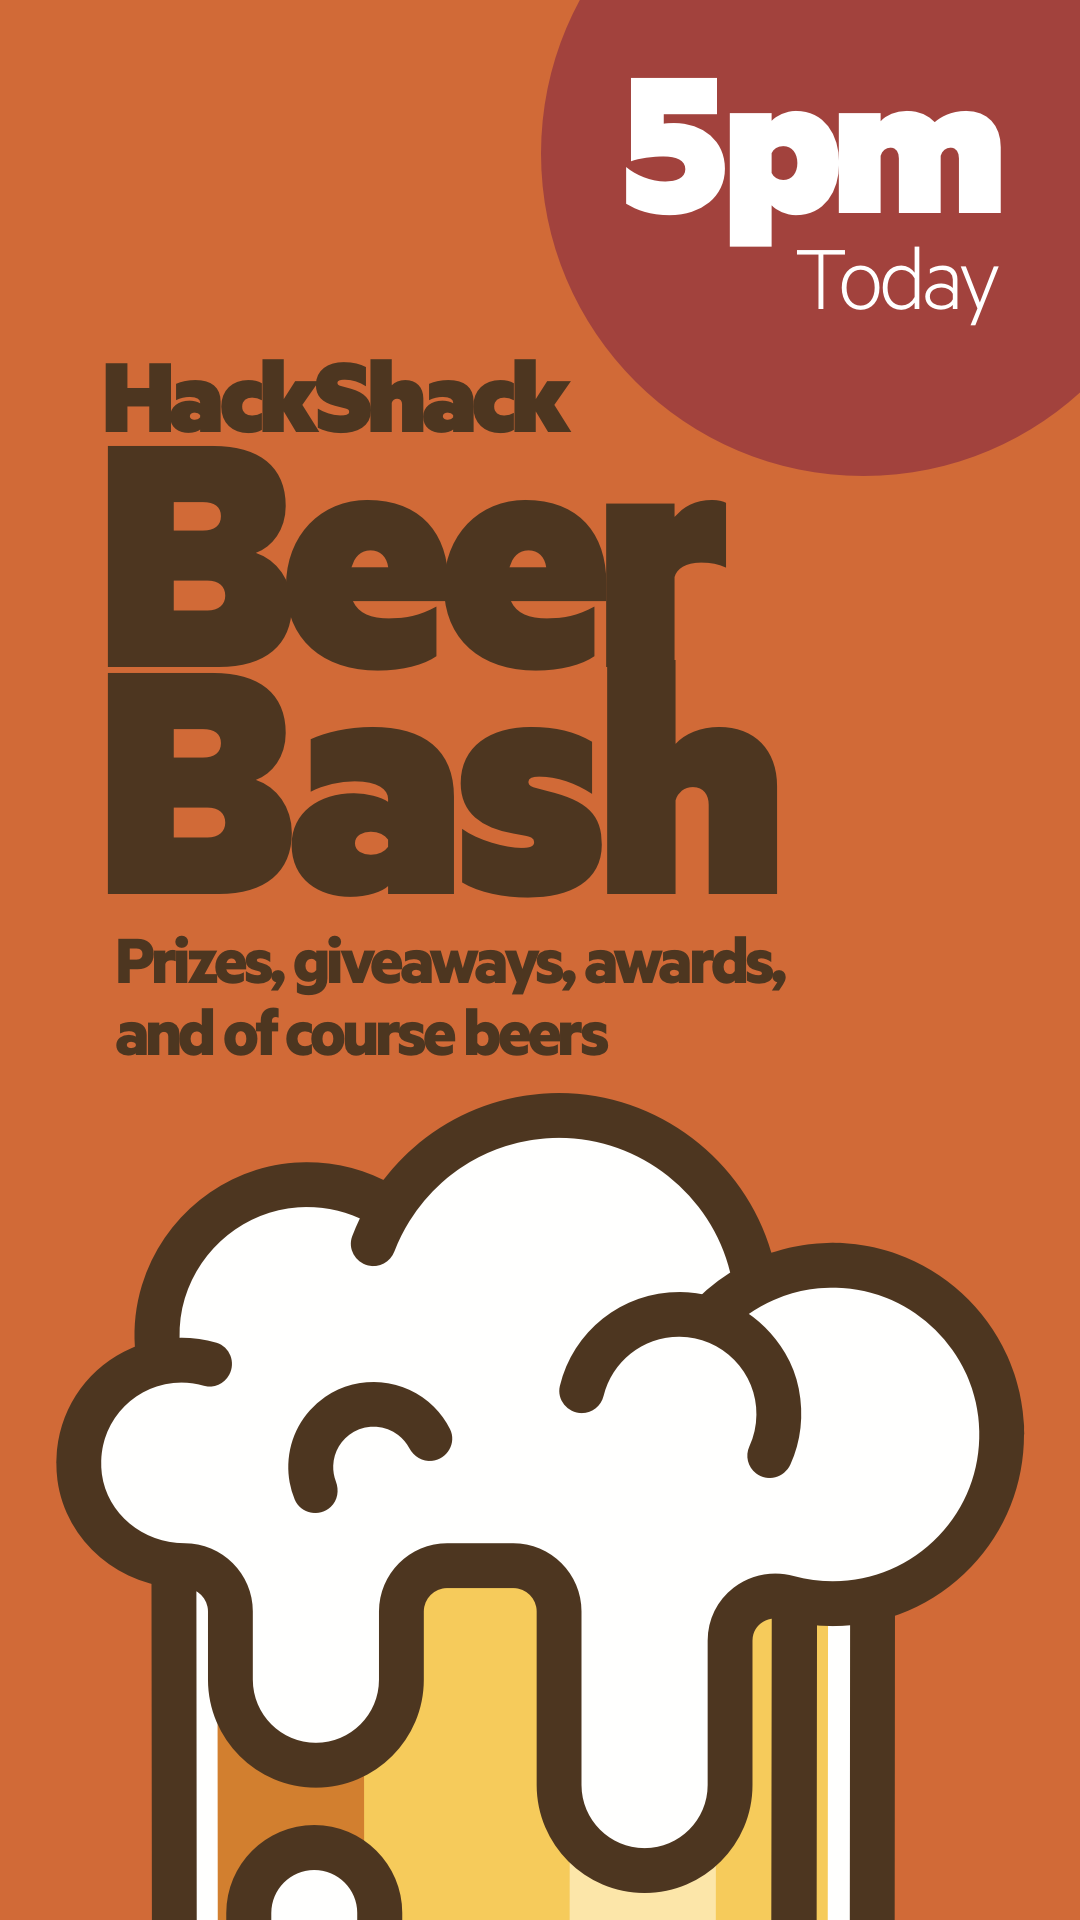 5pm
Today
HackShack
Beer
Bash
Prizes, giveaways, awards,
and of course beers